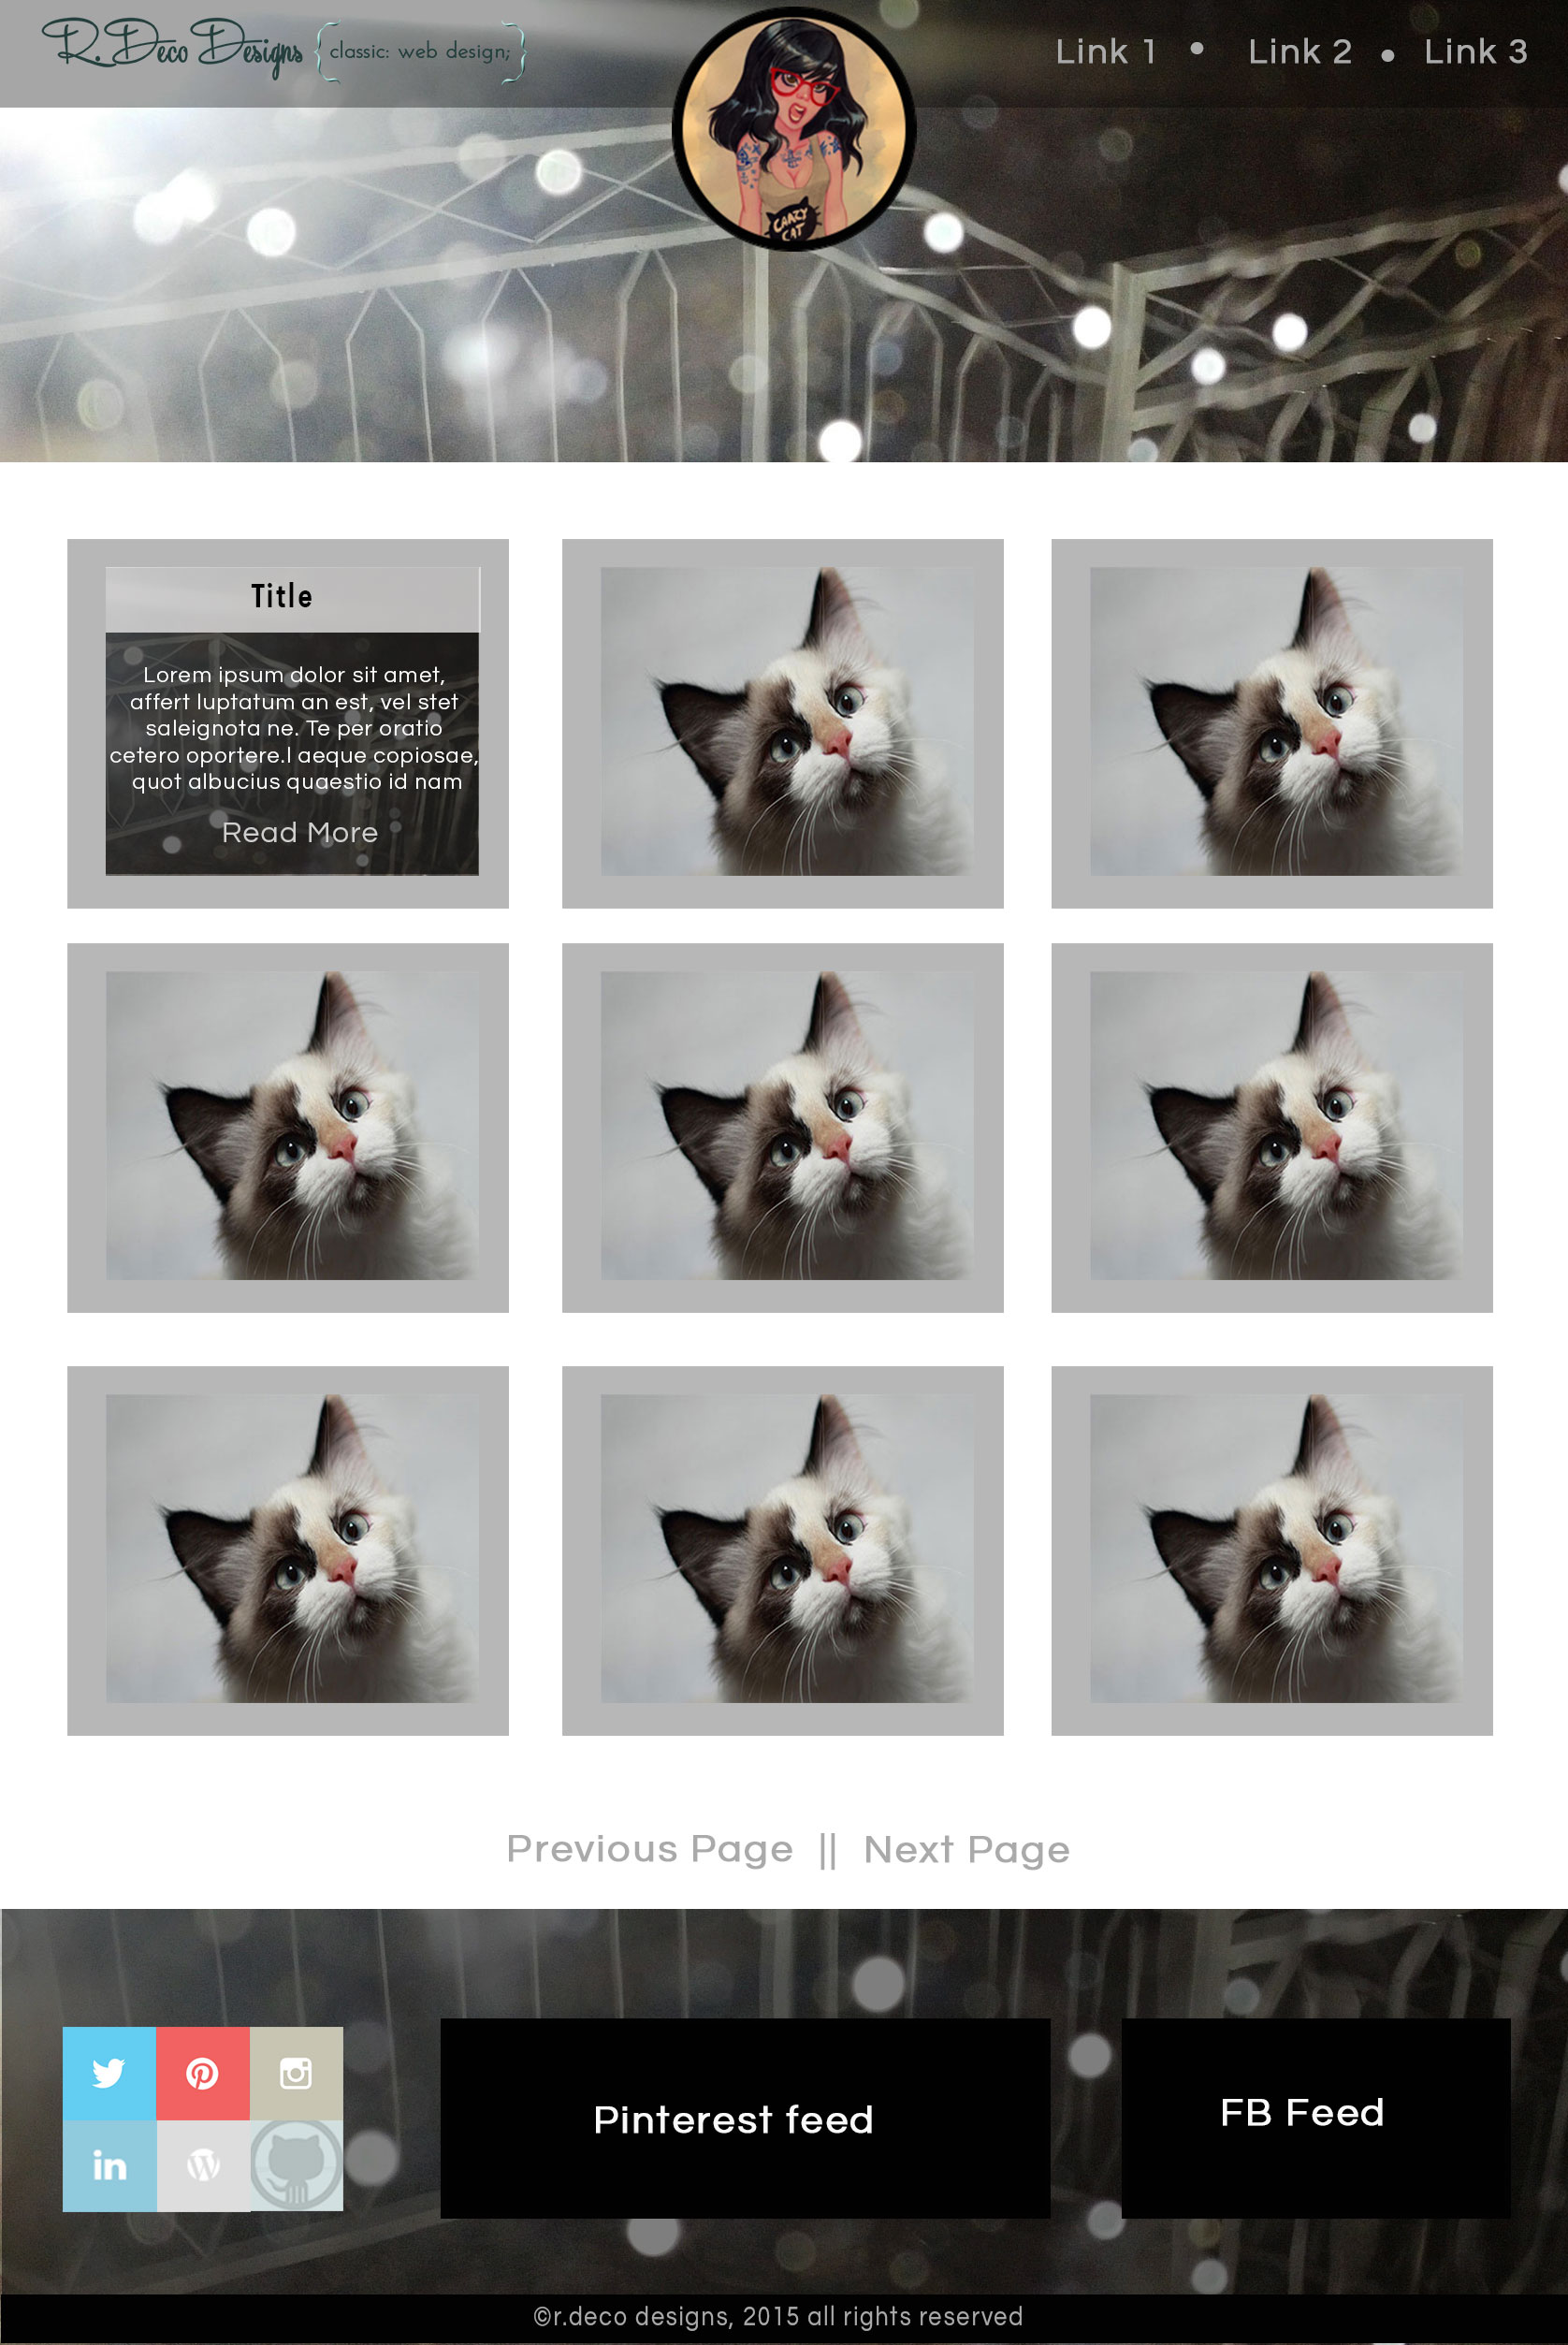 R. Deco Designs {classic: web design;}
Link 1 • Link 2 • Link 3
CRAZY
CAT
Title
Lorem ipsum dolor sit amet,
affert luptatum an est, vel stet
saleignota ne. Te per oratio
cetero oportere.l aeque copiosae,
quot albucius quaestio id nam
Read More
Previous Page || Next Page
in
Pinterest feed
FB Feed
©r.deco designs, 2015 all rights reserved